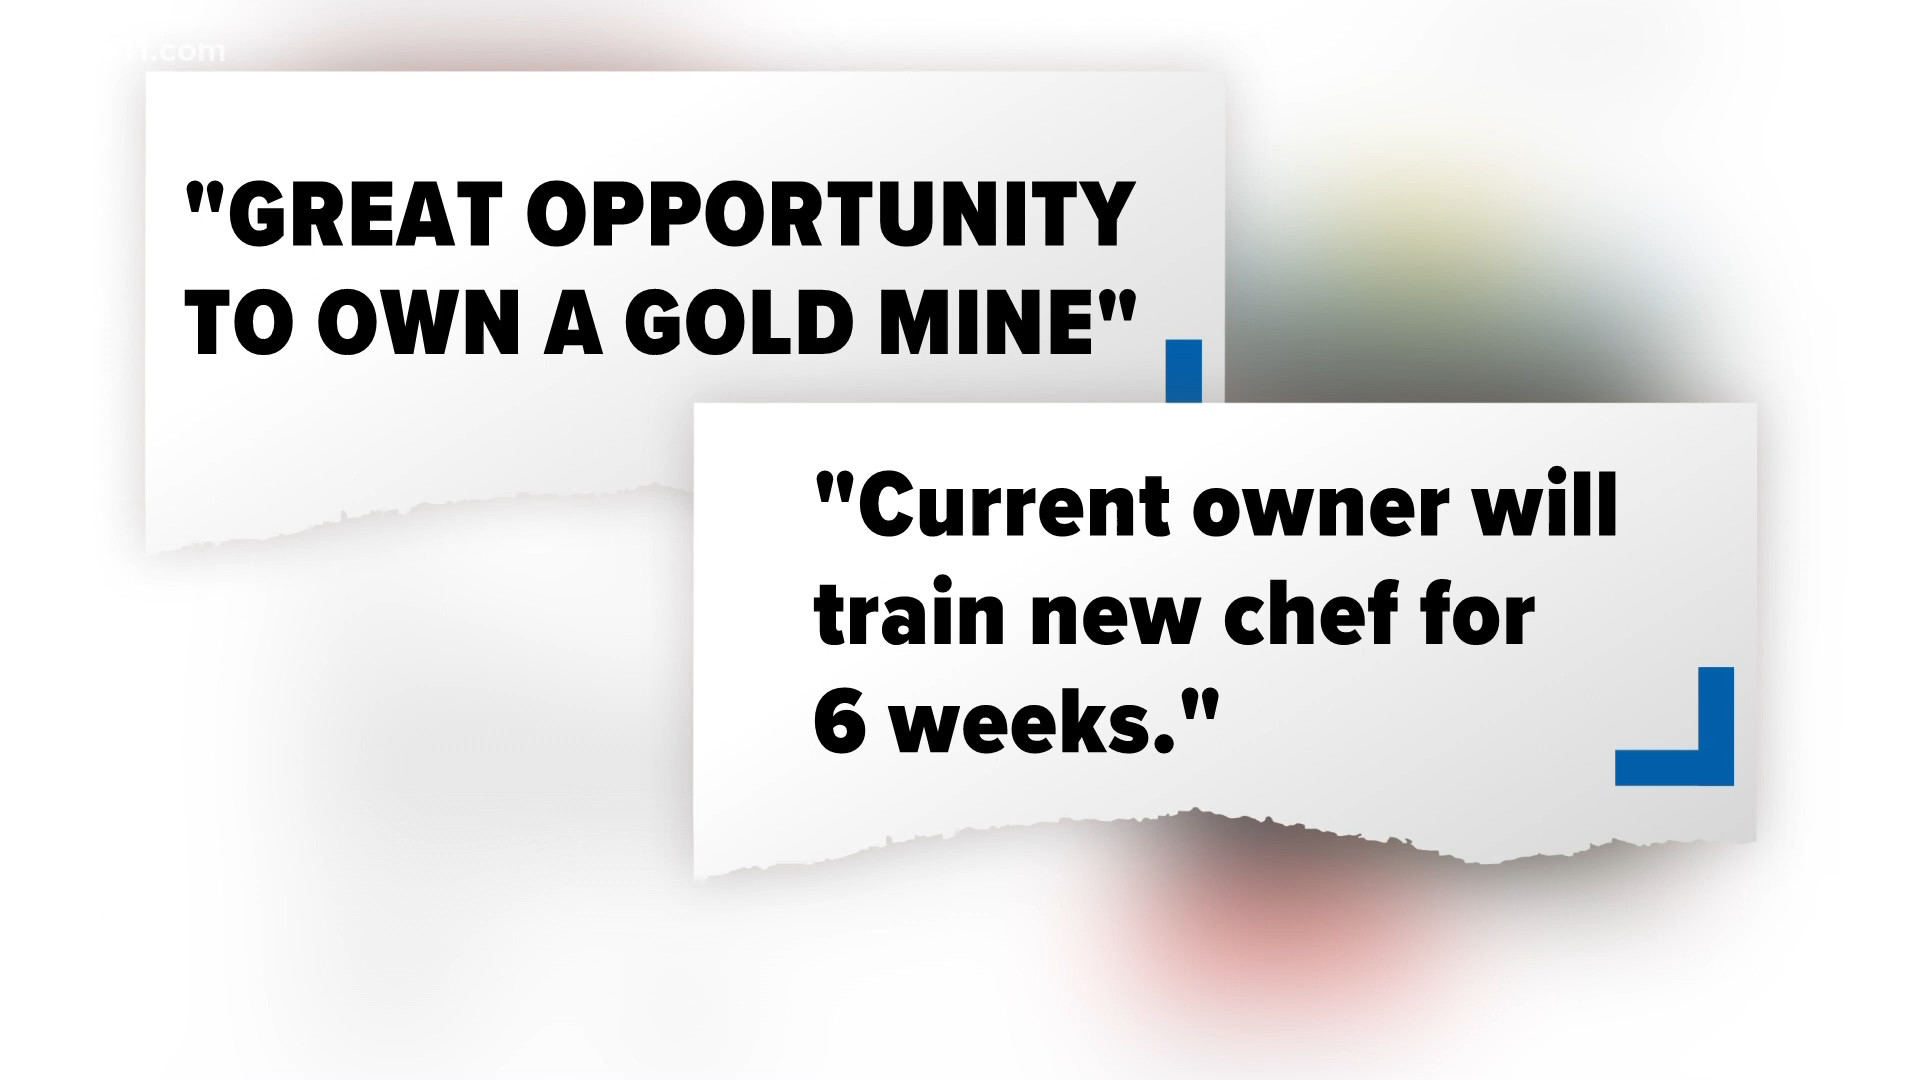 "GREAT OPPORTUNITY
TO OWN A GOLD MINE"
"Current owner will
train new chef for
6 weeks."